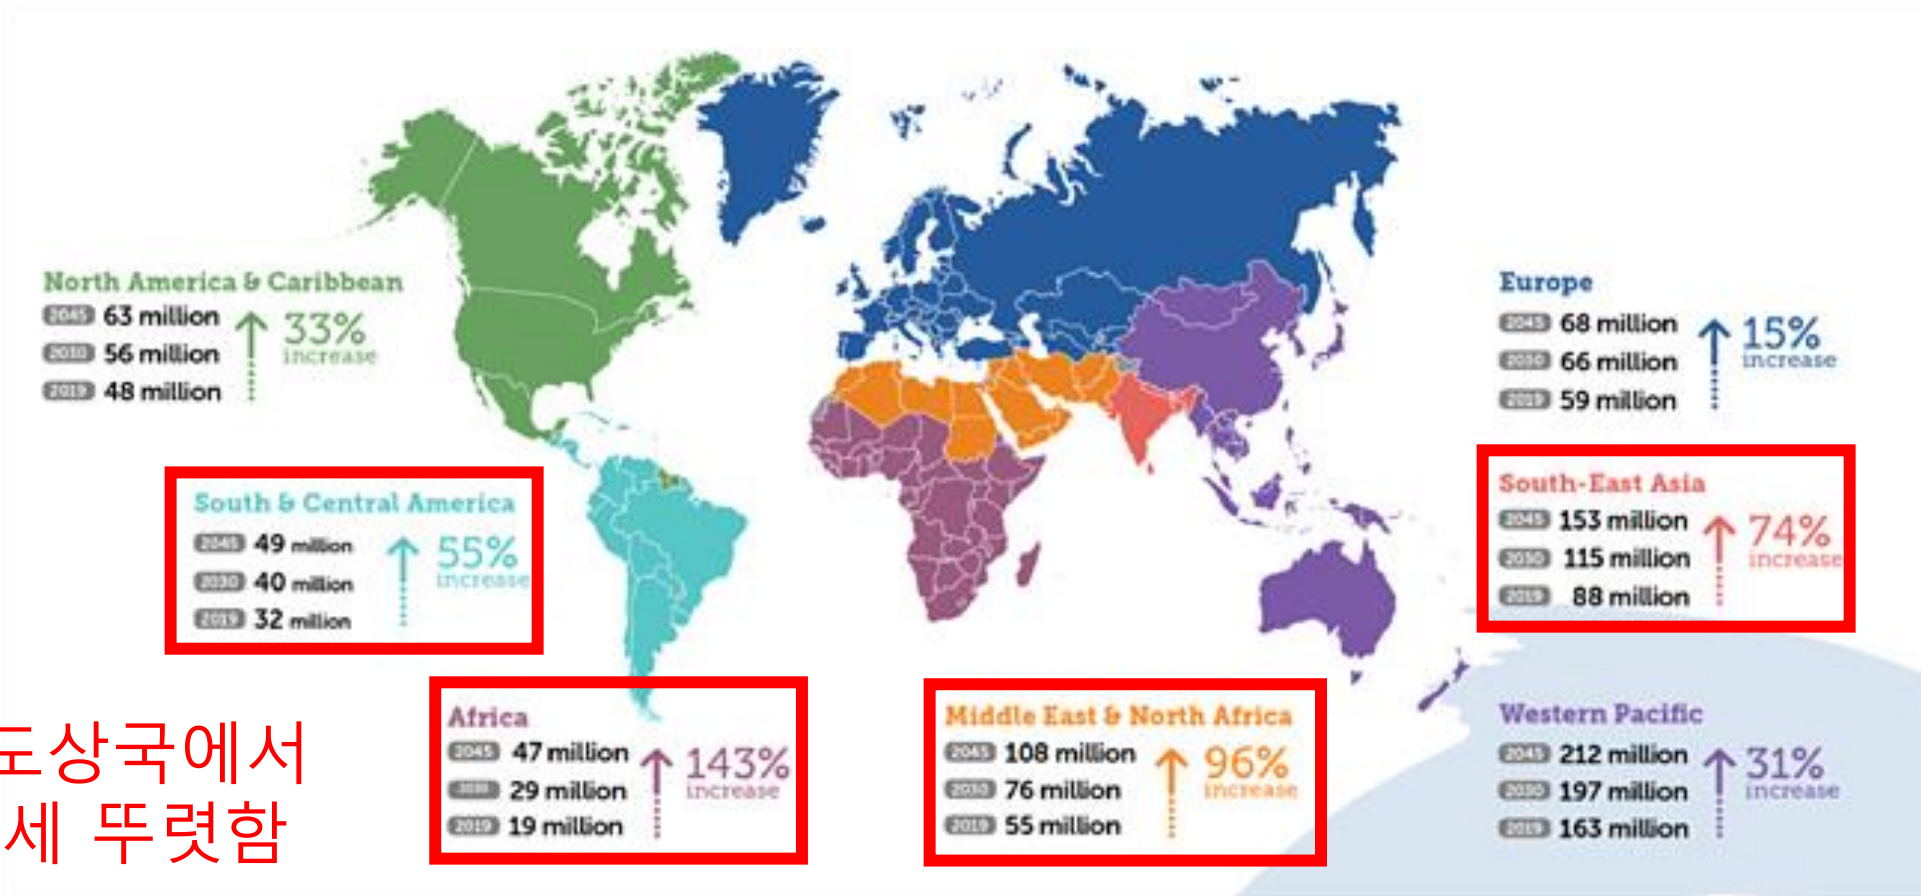 North America & Caribbean
2045 63 million
2030 56 million
2019 48 million
33%
increase
Europe
2045 68 million
2030 66 million
2019 59 million
15%
increase
South & Central America
2045 49 million
2030 40 million
2019 32 million
55%
increase
South-East Asia
2045 153 million
2030 115 million
2019 88 million
74%
increase
Africa
2045 47 million
2030 29 million
2019 19 million
143%
increase
Middle East & North Africa
2045 108 million
2030 76 million
2019 55 million
96%
increase
Western Pacific
2045 212 million
2030 197 million
2019 163 million
31%
increase
도상국에서
세 뚜렷함